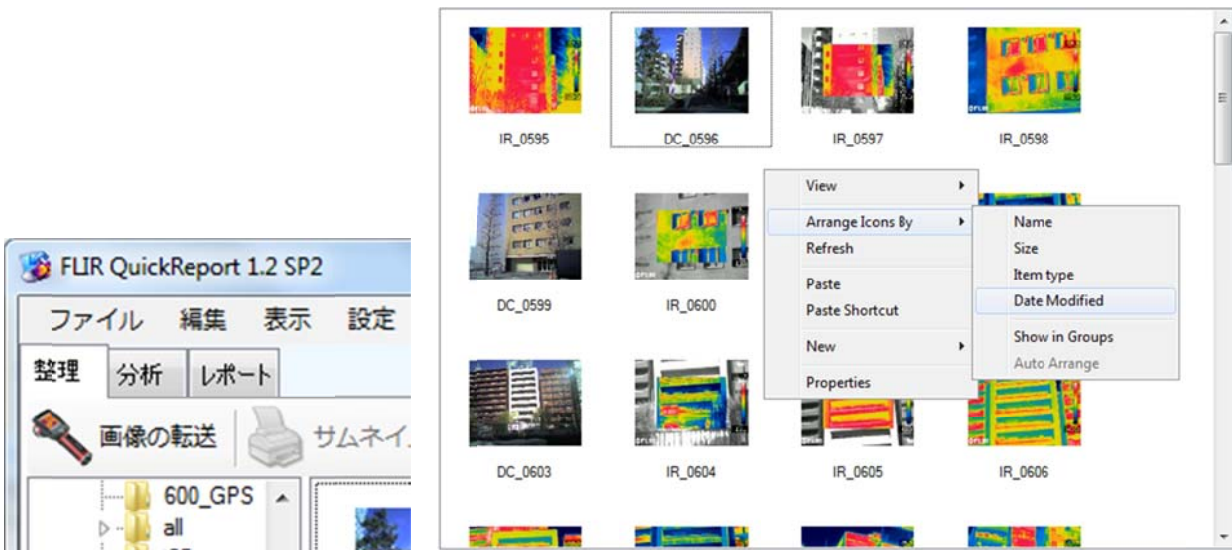 FLIR QuickReport 1.2 SP2
ファイル 編集 表示 設定
整理 分析 レポート
画像の転送 サムネイ
600_GPS
all
IR_0595 DC_0596 IR_0597 IR_0598
DC_0599 IR_0600
DC_0603 IR_0604 IR_0605 IR_0606
View
Arrange Icons By
Refresh
Paste
Paste Shortcut
New
Properties
Name
Size
Item type
Date Modified
Show in Groups
Auto Arrange